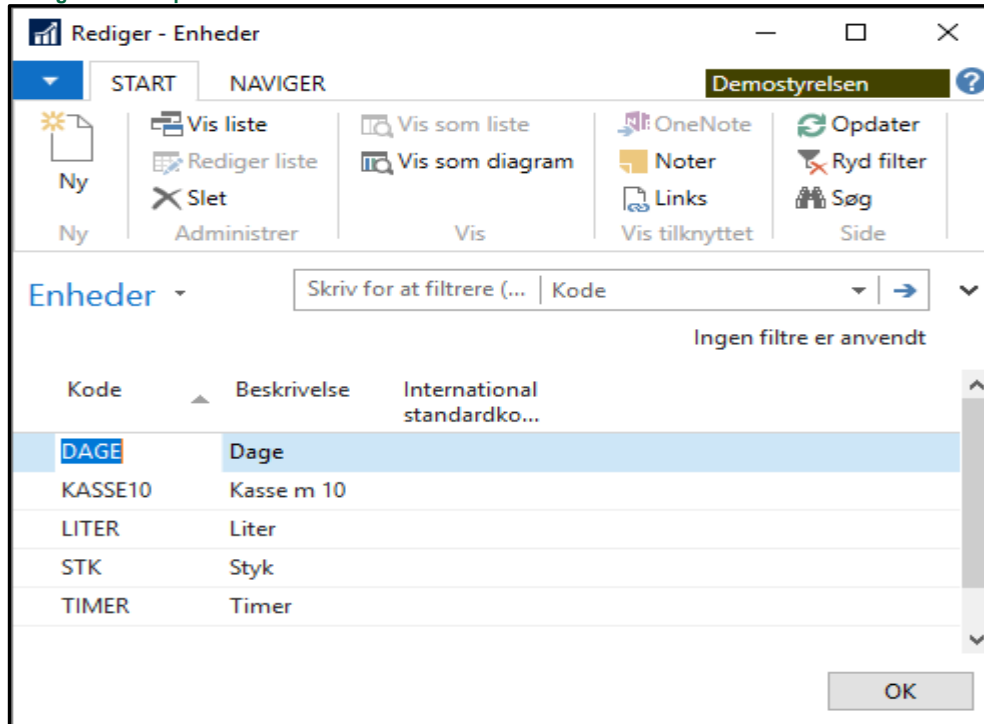 Rediger - Enheder
START NAVIGER Demostyrelsen ?
Vis liste Vis som liste OneNote Opdater
Rediger liste Vis som diagram Noter Ryd filter
Ny Slet Links Søg
Ny Administrer Vis Vis tilknyttet Side
Enheder Skriv for at filtrere (... Kode
Ingen filtre er anvendt
Kode Beskrivelse International
standardko...
DAGE Dage
KASSE10 Kasse m 10
LITER Liter
STK Styk
TIMER Timer
OK